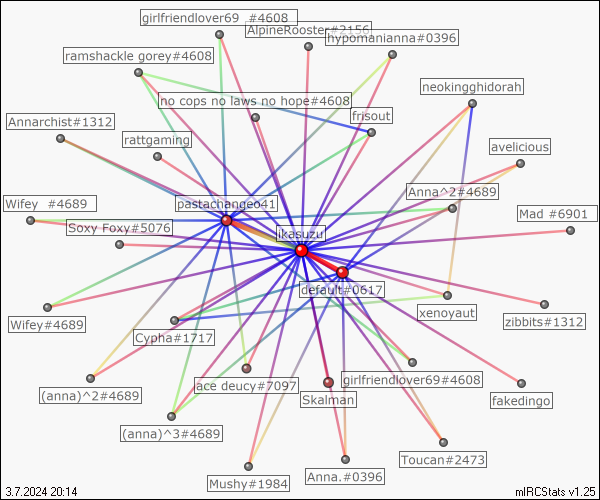 girlfriendlover69 #4608
AlpineRooster#2156
hypomanianna#0396
ramshackle gorey#4608
neokingghidorah
no cops no laws no hope#4608
frisout
Annarchist#1312
rattgaming
avelicious
Anna^2#4689
pastachange041
Wifey #4689
Mad #6901
Soxy Foxy#5076
ikasuzu
default#0617
xenoyaut
zibbits#1312
Wifey#4689
Cypha#1717
ace deucy#7097
girlfriendlover69#4608
(anna)^2#4689
Skalman
fakedingo
(anna)^3#4689
Toucan#2473
Anna.#0396
Mushy#1984
3.7.2024 20:14
mIRCStats v1.25